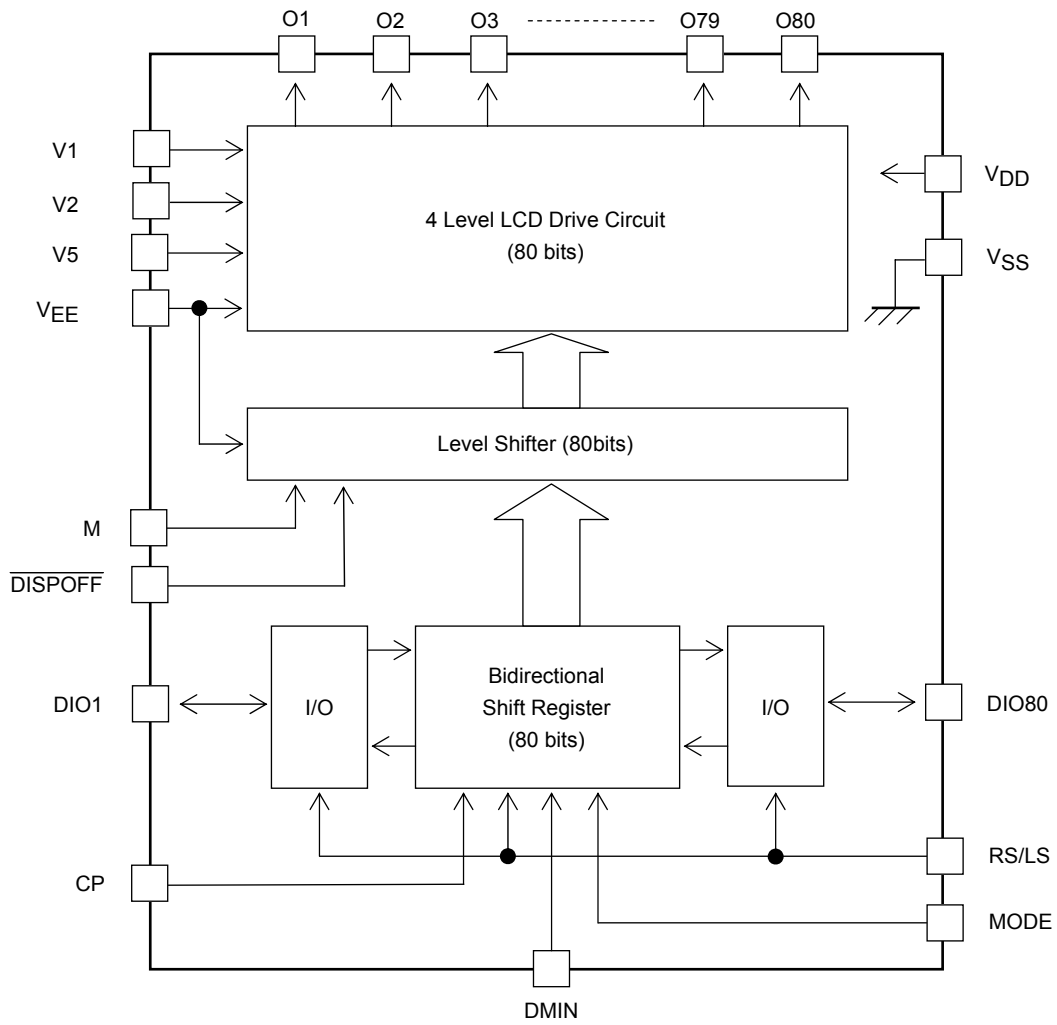 O1 O2 O3 O79 O80
V1
V2
V5
VEE
VDD
VSS
4 Level LCD Drive Circuit
(80 bits)
Level Shifter (80bits)
M
DISPOFF
DIO1
I/O
Bidirectional
Shift Register
(80 bits)
I/O
DIO80
CP
RS/LS
MODE
DMIN